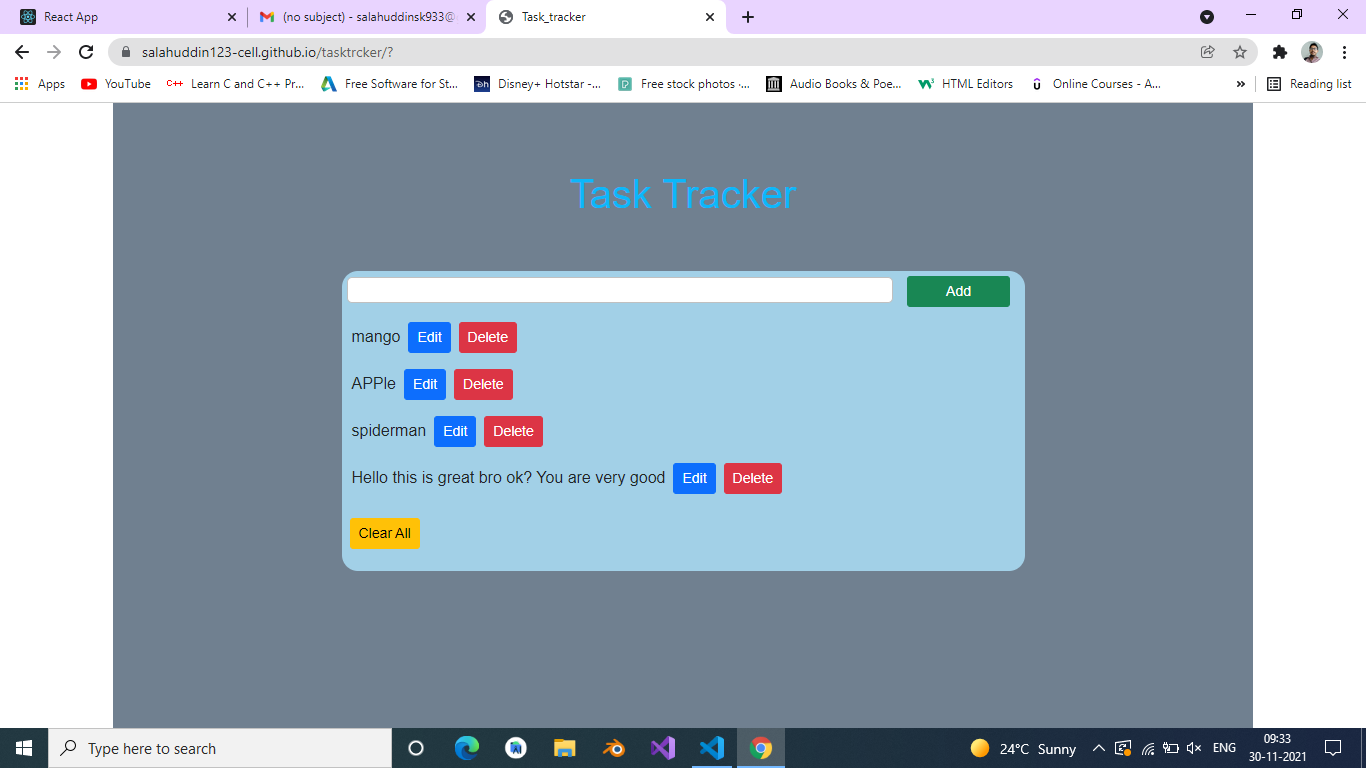 React App
(no subject) - salahuddinsk933@
Task_tracker
salahuddin123-cell.github.io/tasktrcker/?
Apps YouTube Learn C and C++ Pr... Free Software for St... Disney+ Hotstar -... Free stock photos ·... Audio Books & Poe... HTML Editors Online Courses - A... » Reading list
Task Tracker
Add
mango Edit Delete
APPle Edit Delete
spiderman Edit Delete
Hello this is great bro ok? You are very good Edit Delete
Clear All
Type here to search
24°C Sunny
ENG
09:33
30-11-2021